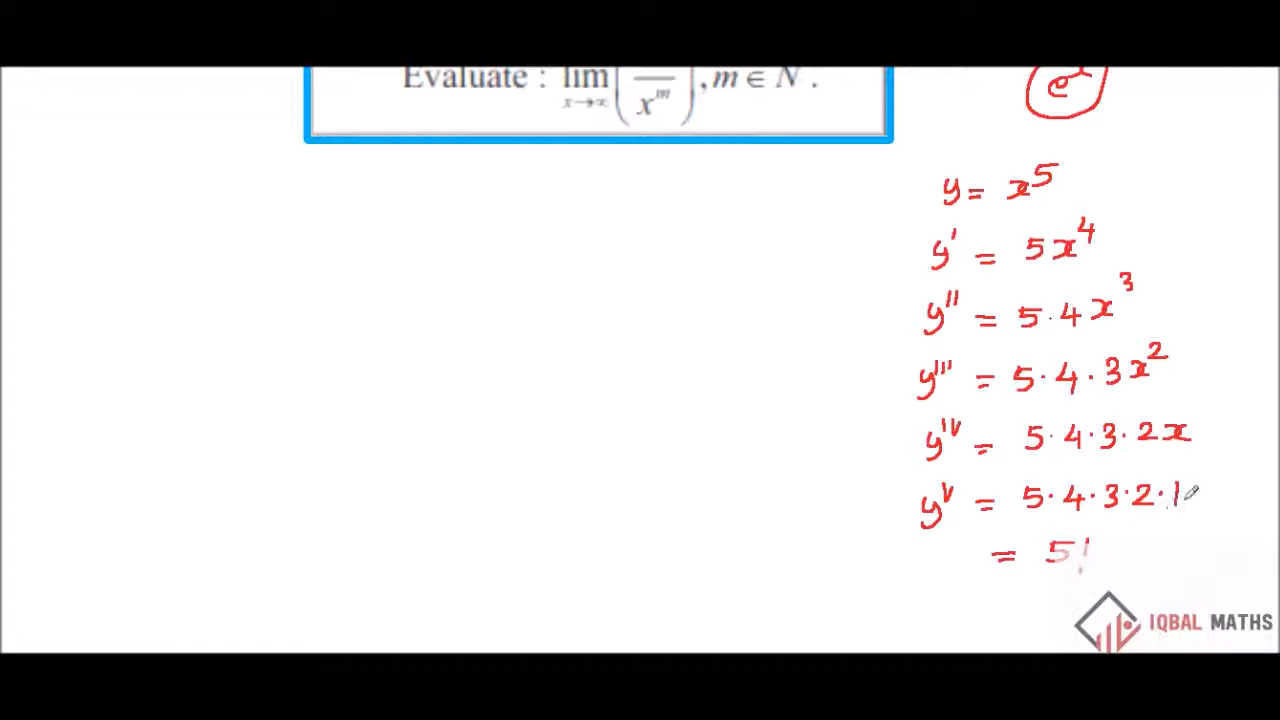 Evaluate : lim x→∞ ( — / x^m ), m ∈ N .
e^x
y = x^5
y' = 5x^4
y'' = 5·4x^3
y''' = 5·4·3x^2
y^IV = 5·4·3·2x
y^V = 5·4·3·2·1
= 5!
IQBAL MATHS